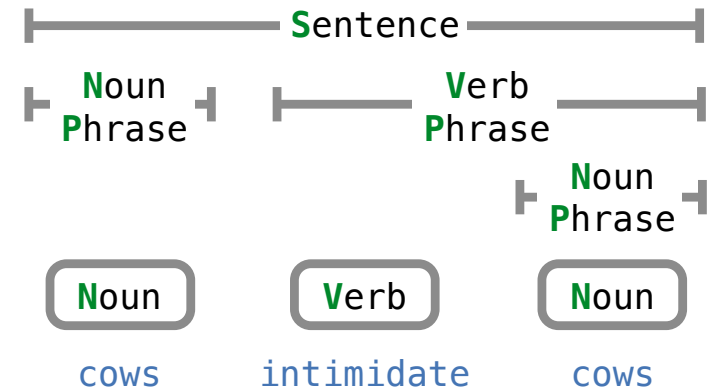 Sentence
Noun Verb
Phrase Phrase
Noun
Phrase
Noun Verb Noun
cows intimidate cows